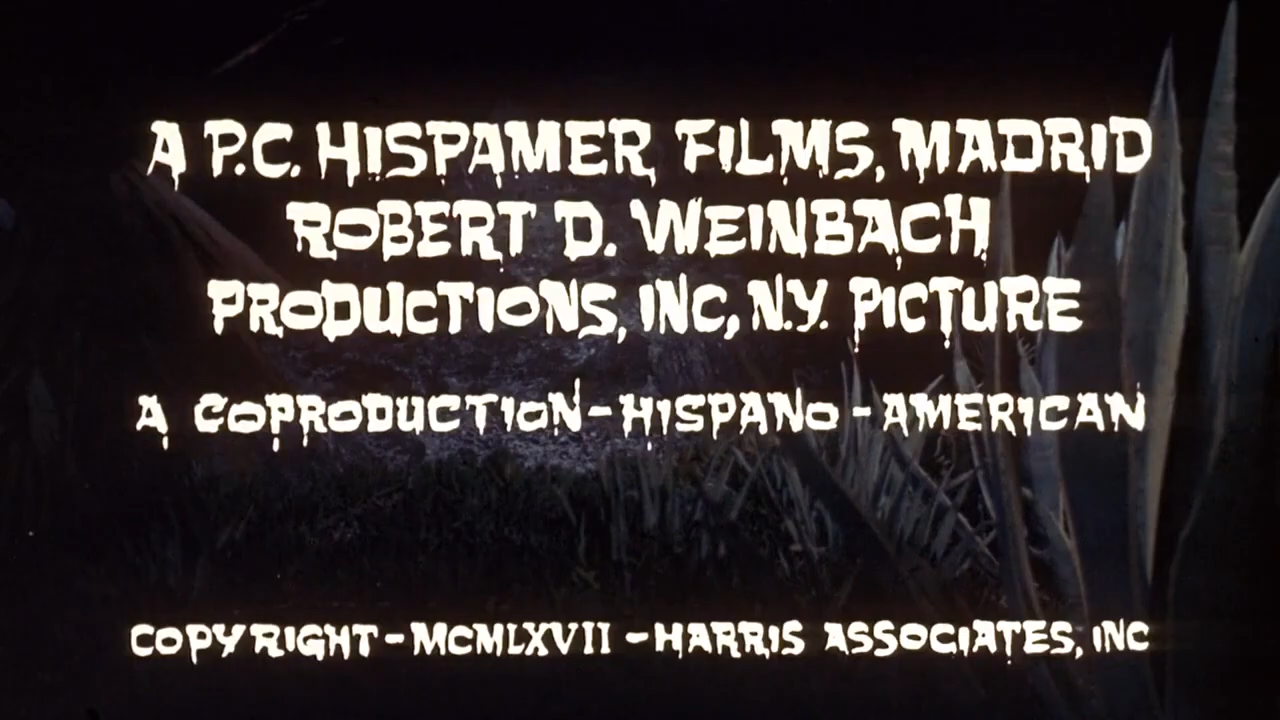 A P.C. HISPAMER FILMS, MADRID
ROBERT D. WEINBACH
PRODUCTIONS, INC, N.Y. PICTURE
A COPRODUCTION-HISPANO-AMERICAN
COPYRIGHT-MCMLXVII-HARRIS ASSOCIATES, INC